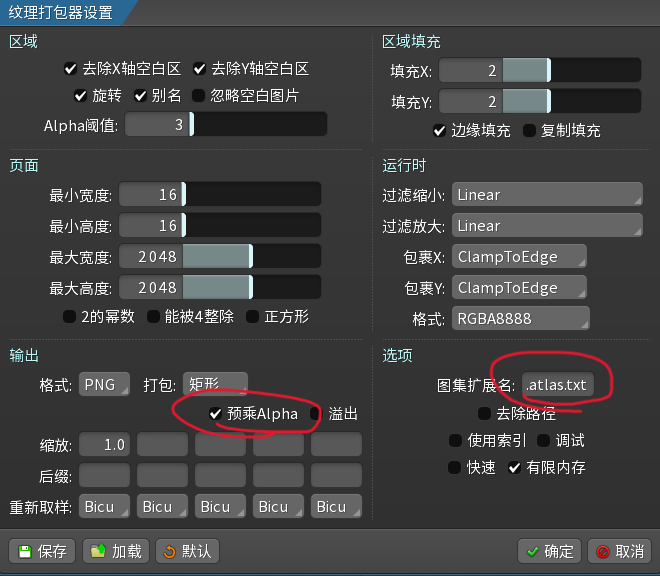 纹理打包器设置
区域
去除X轴空白区 去除Y轴空白区
旋转 别名 忽略空白图片
Alpha阈值: 3
区域填充
填充X: 2
填充Y: 2
边缘填充 复制填充
页面
最小宽度: 16
最小高度: 16
最大宽度: 2048
最大高度: 2048
2的幂数 能被4整除 正方形
运行时
过滤缩小: Linear
过滤放大: Linear
包裹X: ClampToEdge
包裹Y: ClampToEdge
格式: RGBA8888
输出
格式: PNG 打包: 矩形
预乘Alpha 溢出
缩放: 1.0
后缀:
重新取样: Bicu Bicu Bicu Bicu Bicu
选项
图集扩展名: .atlas.txt
去除路径
使用索引 调试
快速 有限内存
保存 加载 默认 确定 取消